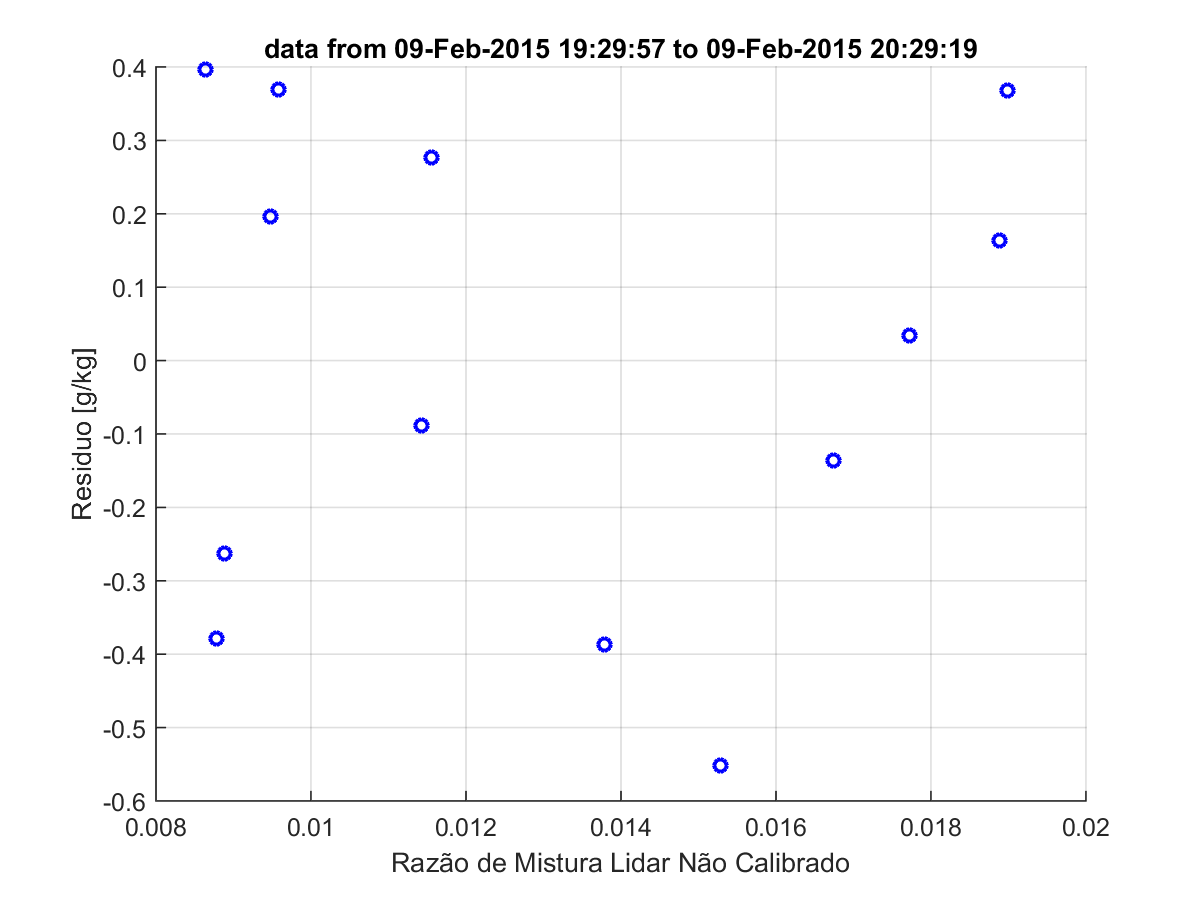 data from 09-Feb-2015 19:29:57 to 09-Feb-2015 20:29:19
0.4
0.3
0.2
0.1
0
-0.1
-0.2
-0.3
-0.4
-0.5
-0.6
Residuo [g/kg]
0.008 0.01 0.012 0.014 0.016 0.018 0.02
Razão de Mistura Lidar Não Calibrado